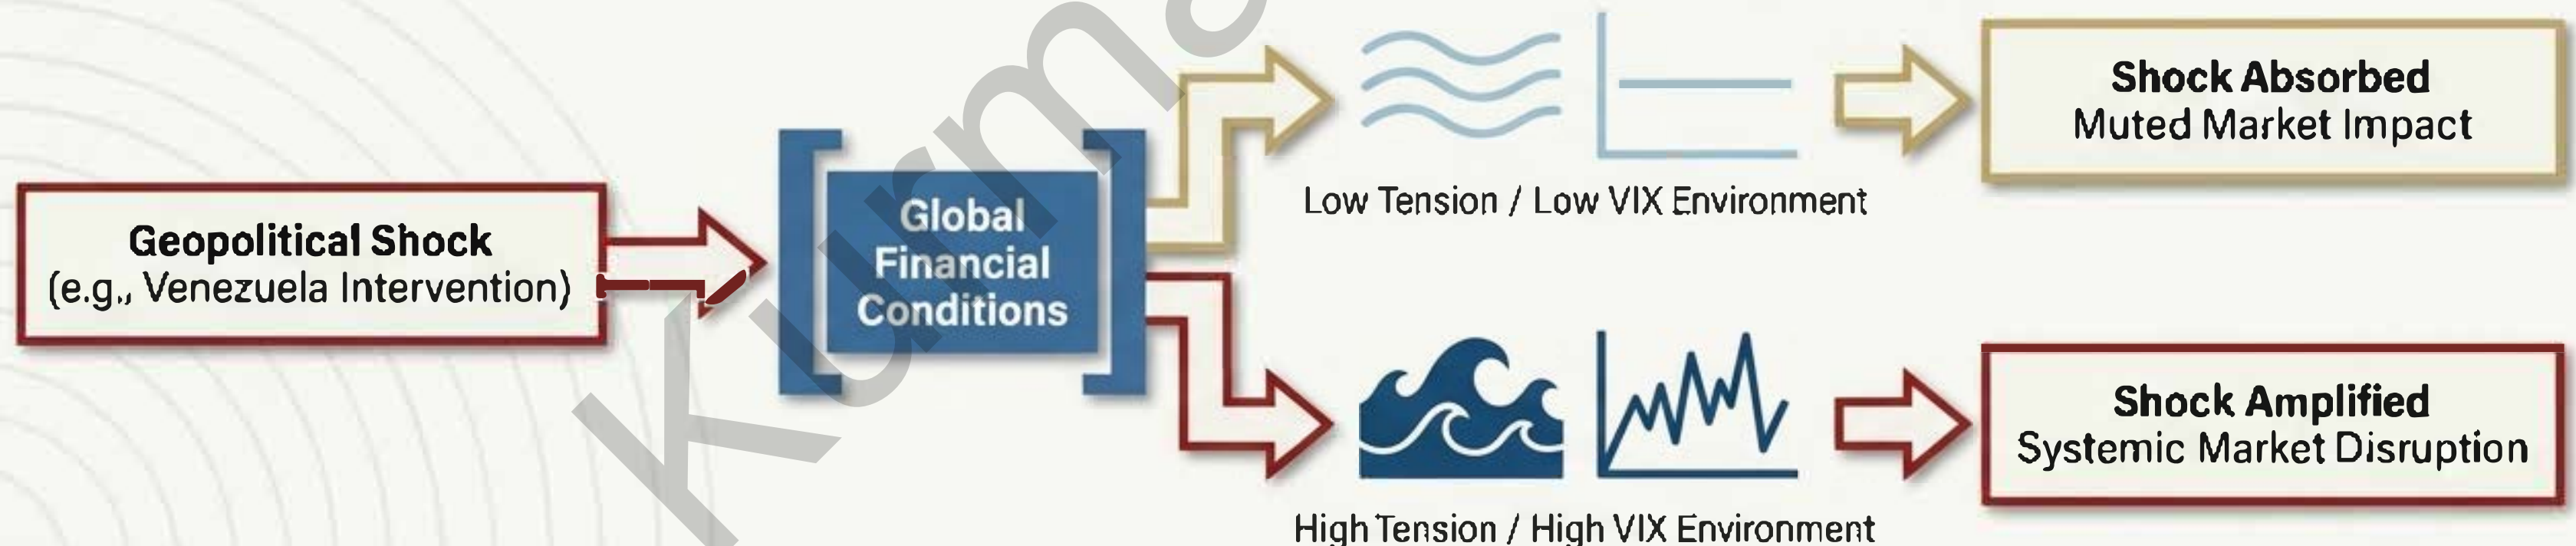 Geopolitical Shock
(e.g., Venezuela Intervention)
Global
Financial
Conditions
Low Tension / Low VIX Environment
Shock Absorbed
Muted Market Impact
High Tension / High VIX Environment
Shock Amplified
Systemic Market Disruption